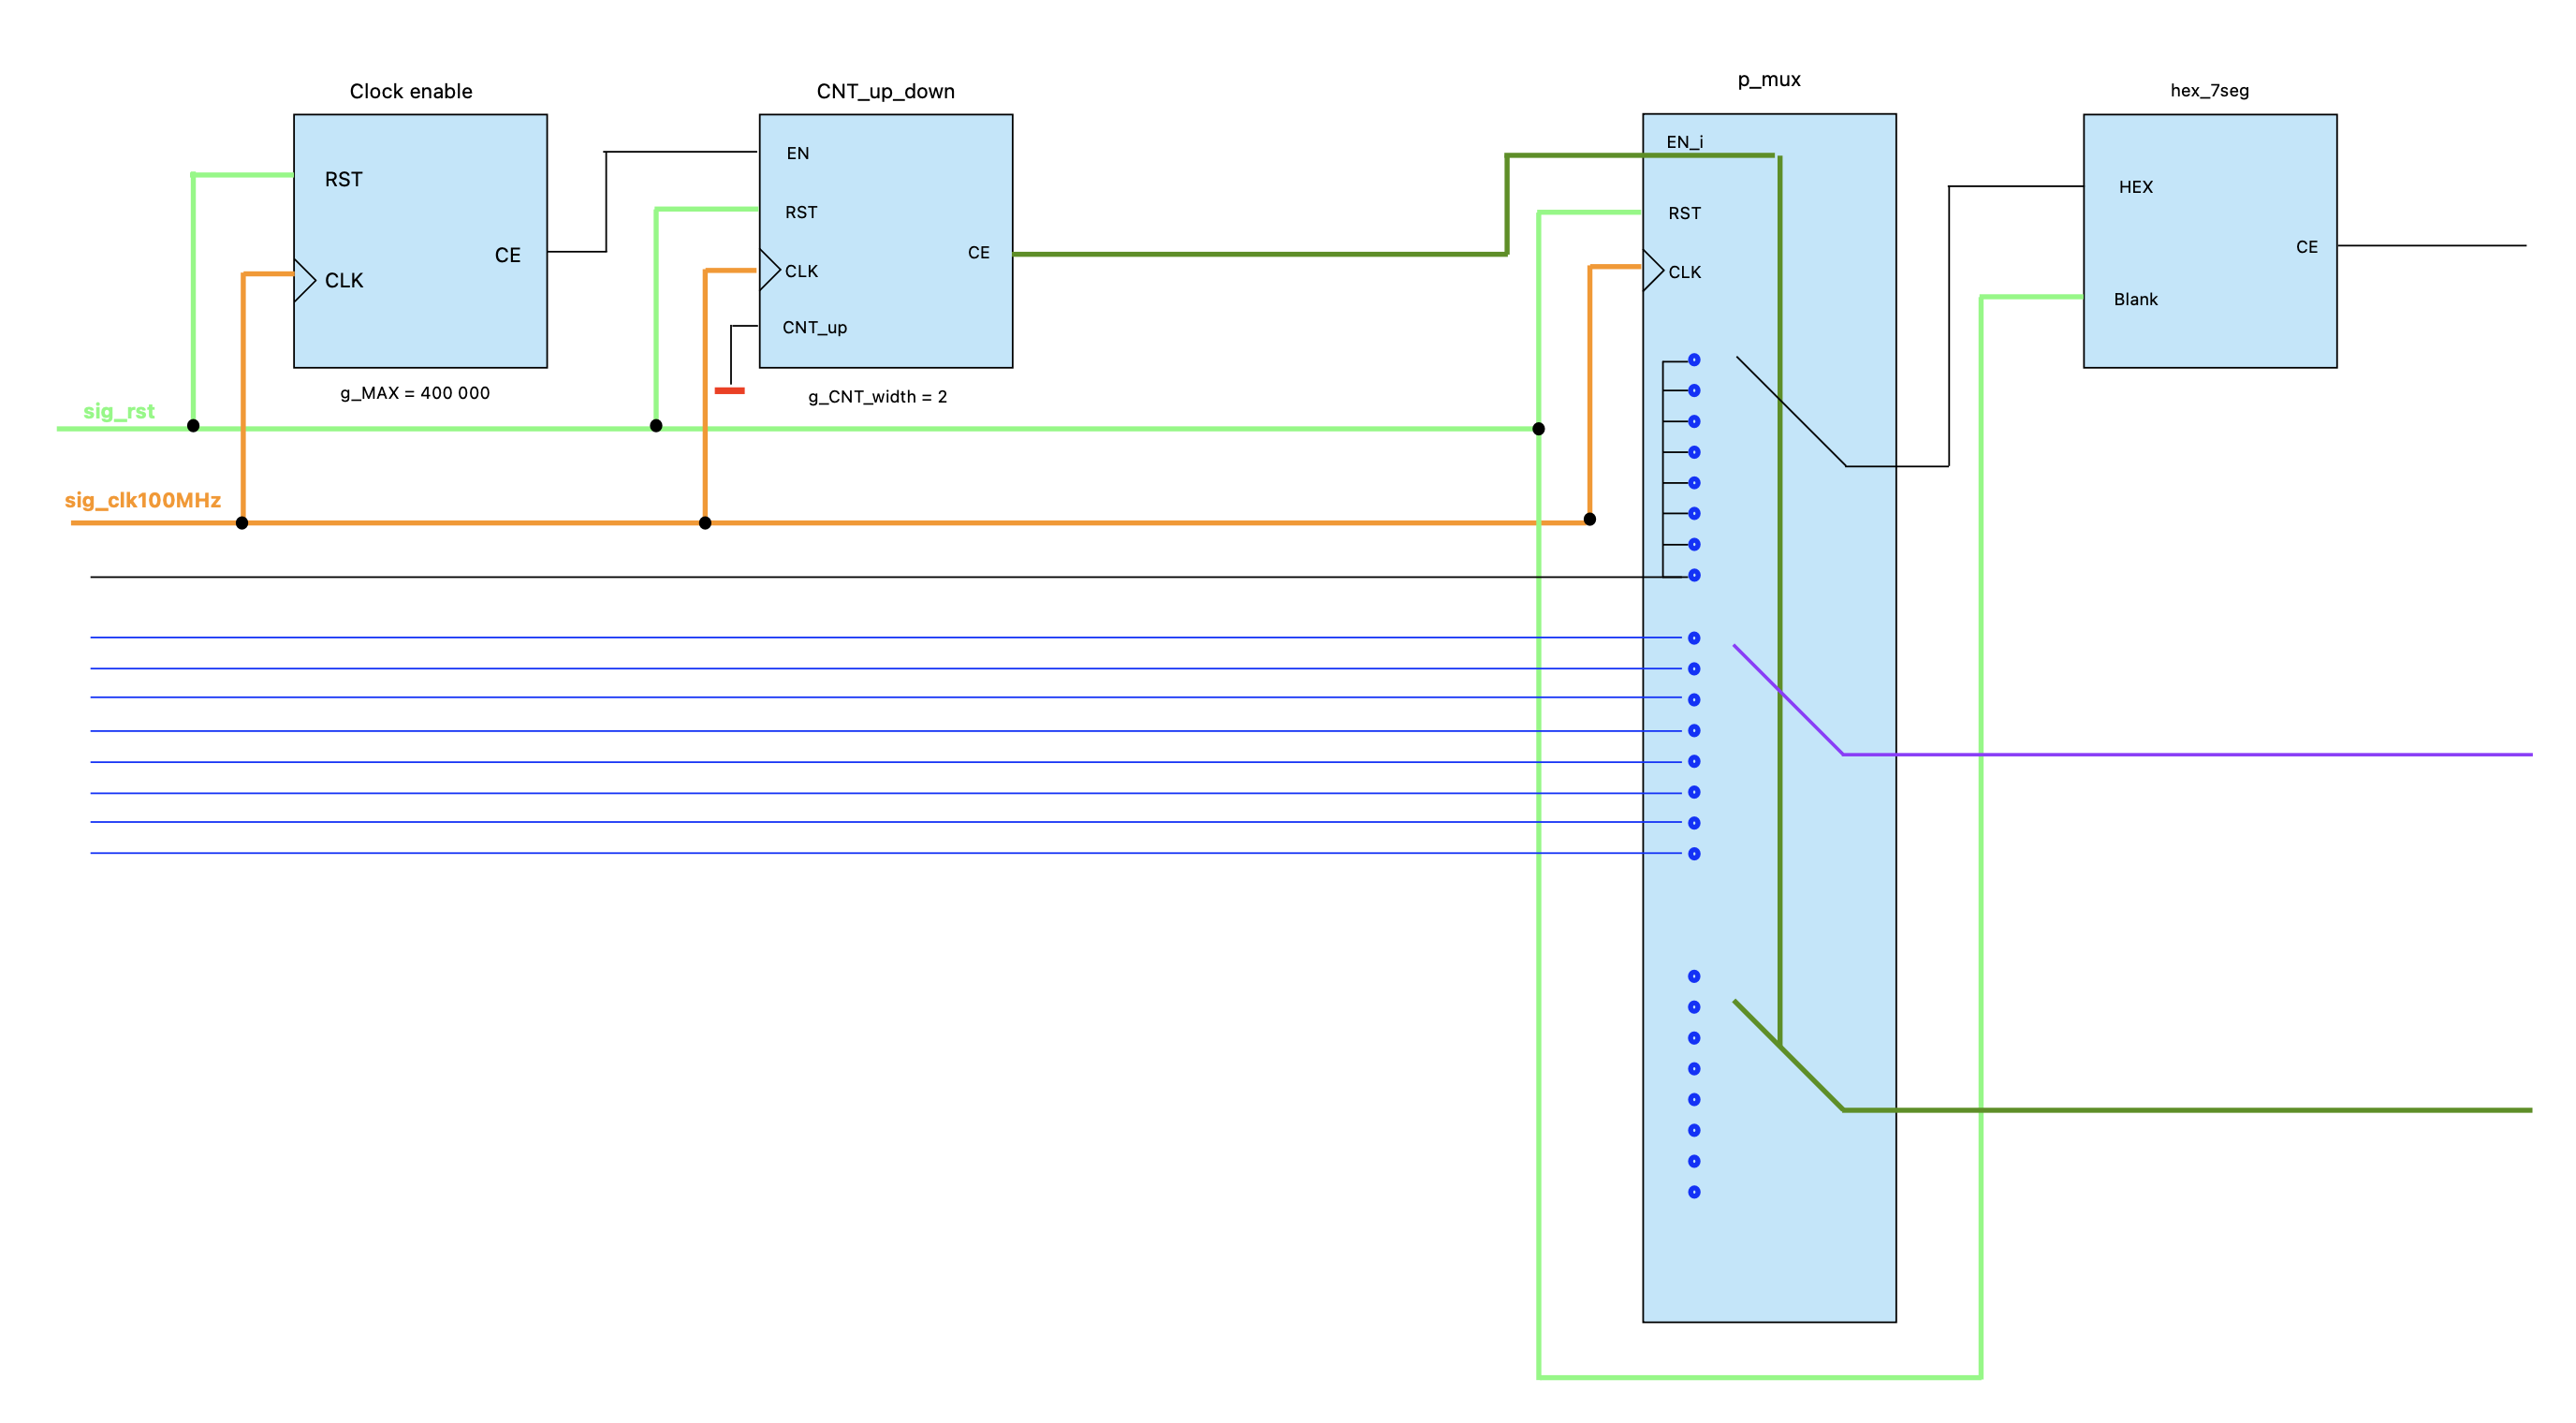 Clock enable
CNT_up_down
p_mux
hex_7seg
RST
CE
CLK
g_MAX = 400 000
EN
RST
CE
CLK
CNT_up
g_CNT_width = 2
EN_i
RST
CLK
HEX
CE
Blank
sig_rst
sig_clk100MHz